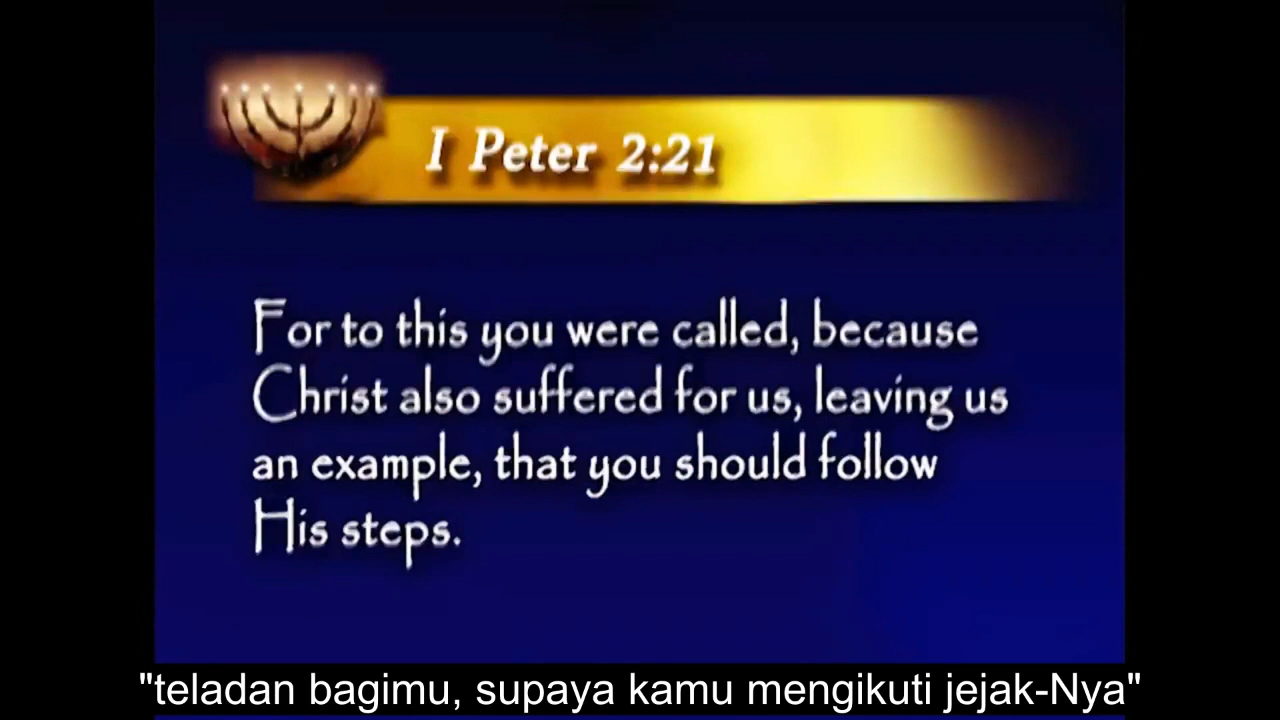 I Peter 2:21
For to this you were called, because
Christ also suffered for us, leaving us
an example, that you should follow
His steps.
"teladan bagimu, supaya kamu mengikuti jejak-Nya"